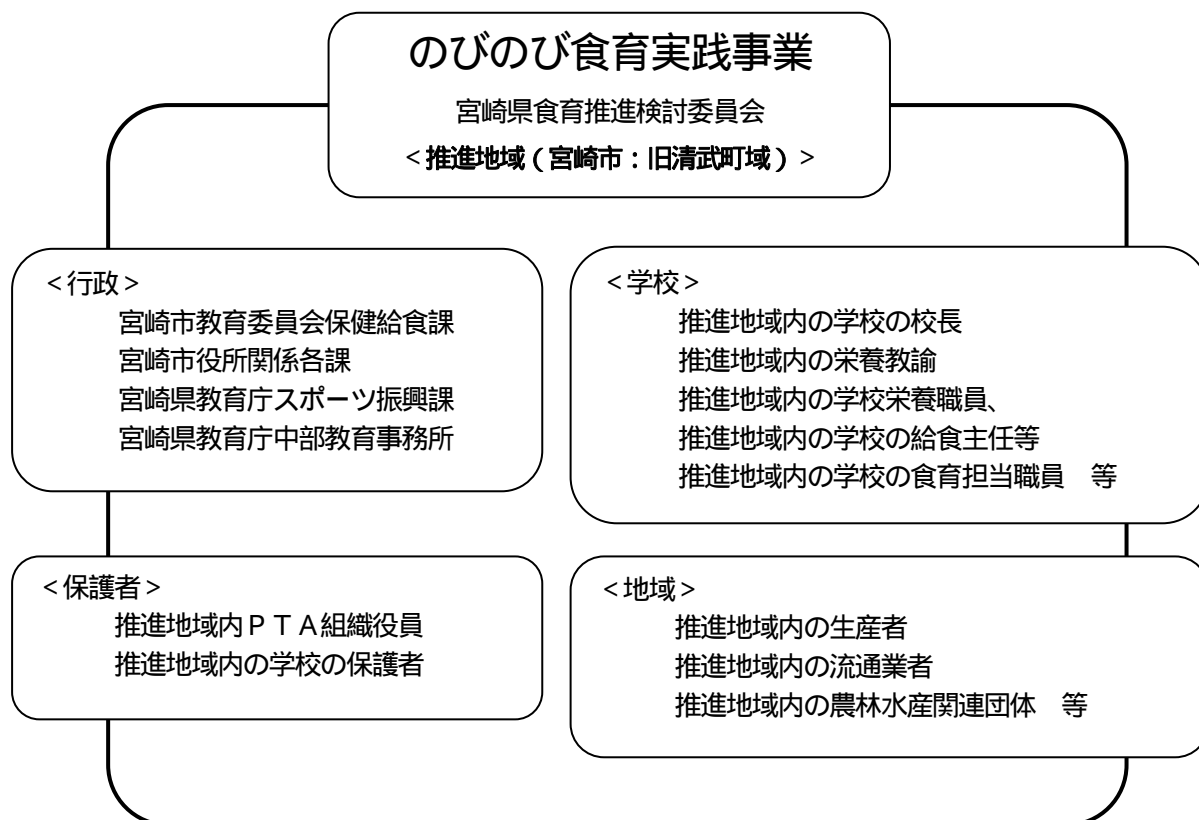 のびのび食育実践事業
宮崎県食育推進検討委員会
<推進地域(宮崎市:旧清武町域)>
<行政>
宮崎市教育委員会保健給食課
宮崎市役所関係各課
宮崎県教育庁スポーツ振興課
宮崎県教育庁中部教育事務所
<学校>
推進地域内の学校の校長
推進地域内の栄養教諭
推進地域内の学校栄養職員、
推進地域内の学校の給食主任等
推進地域内の学校の食育担当職員　等
<保護者>
推進地域内PTA組織役員
推進地域内の学校の保護者
<地域>
推進地域内の生産者
推進地域内の流通業者
推進地域内の農林水産関連団体　等